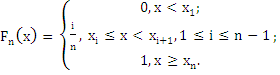 0, x < x₁;
Fₙ(x) = { i/n, xᵢ ≤ x < xᵢ₊₁, 1 ≤ i ≤ n − 1 ;
1, x ≥ xₙ.